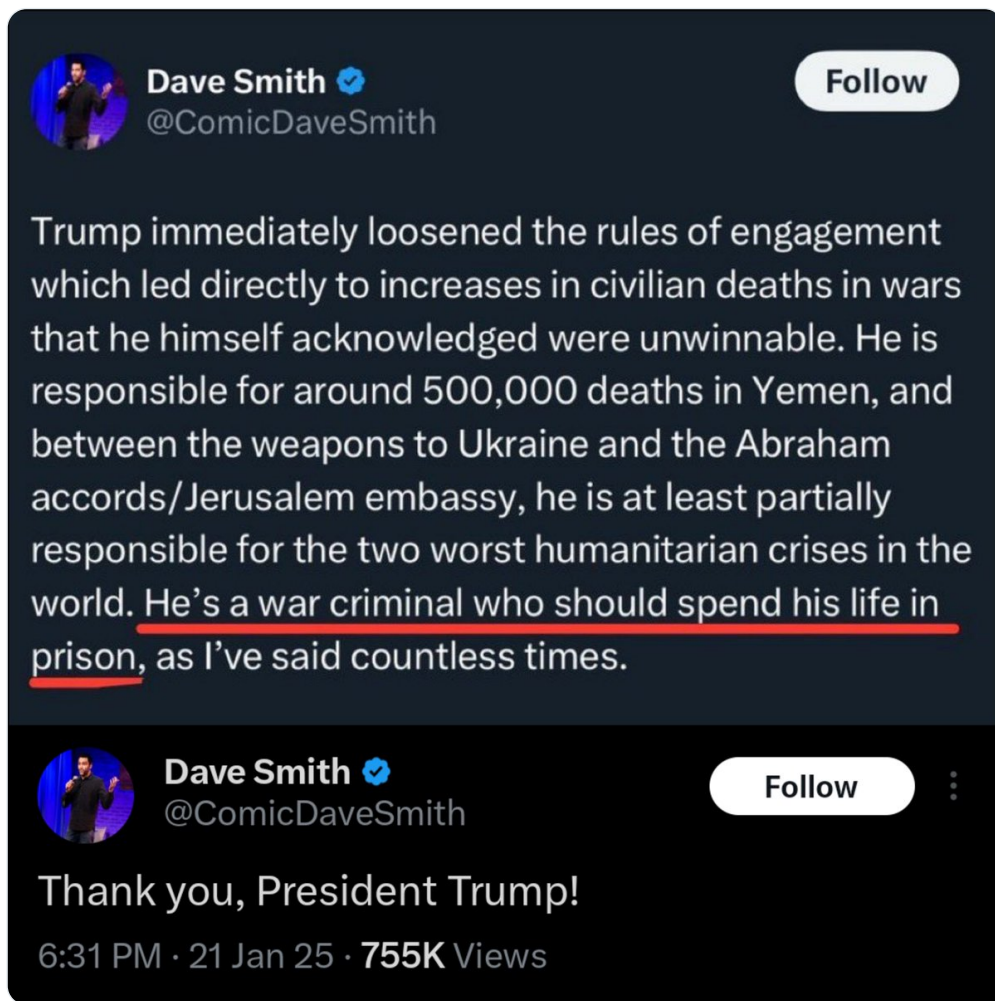 Dave Smith
@ComicDaveSmith
Follow
Trump immediately loosened the rules of engagement
which led directly to increases in civilian deaths in wars
that he himself acknowledged were unwinnable. He is
responsible for around 500,000 deaths in Yemen, and
between the weapons to Ukraine and the Abraham
accords/Jerusalem embassy, he is at least partially
responsible for the two worst humanitarian crises in the
world. He's a war criminal who should spend his life in
prison, as I've said countless times.
Dave Smith
@ComicDaveSmith
Follow
Thank you, President Trump!
6:31 PM · 21 Jan 25 · 755K Views